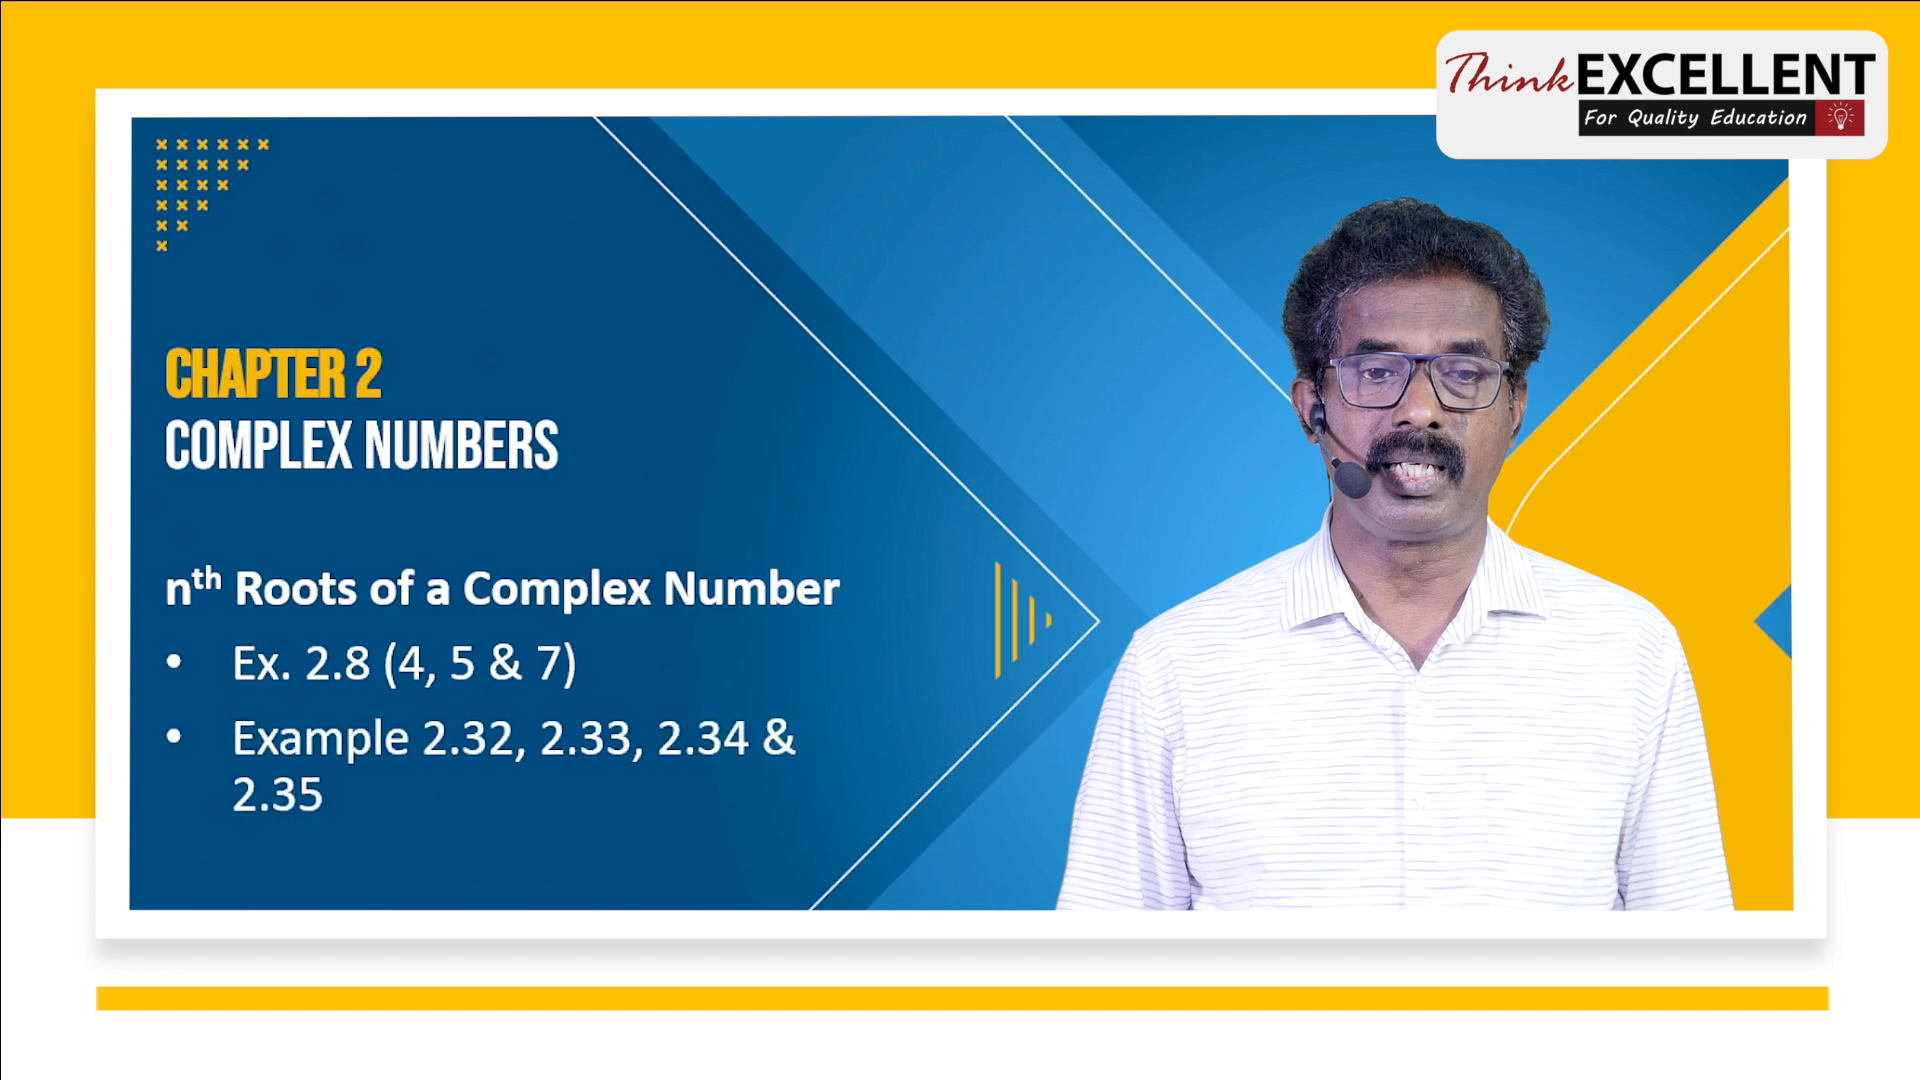 Think EXCELLENT
For Quality Education
CHAPTER 2
COMPLEX NUMBERS
nth Roots of a Complex Number
• Ex. 2.8 (4, 5 & 7)
• Example 2.32, 2.33, 2.34 &
2.35